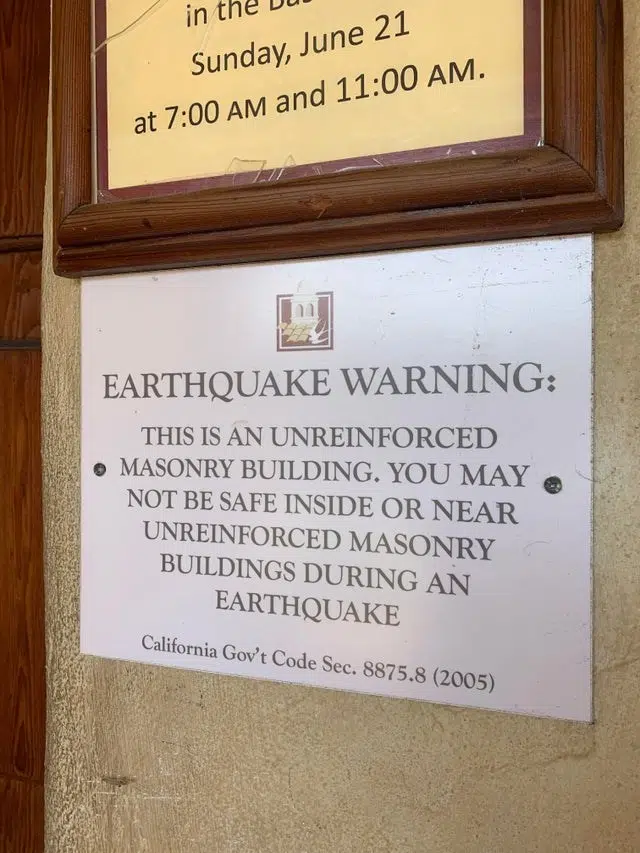 in the
Sunday, June 21
at 7:00 AM and 11:00 AM.
EARTHQUAKE WARNING:
THIS IS AN UNREINFORCED
MASONRY BUILDING. YOU MAY
NOT BE SAFE INSIDE OR NEAR
UNREINFORCED MASONRY
BUILDINGS DURING AN
EARTHQUAKE
California Gov't Code Sec. 8875.8 (2005)